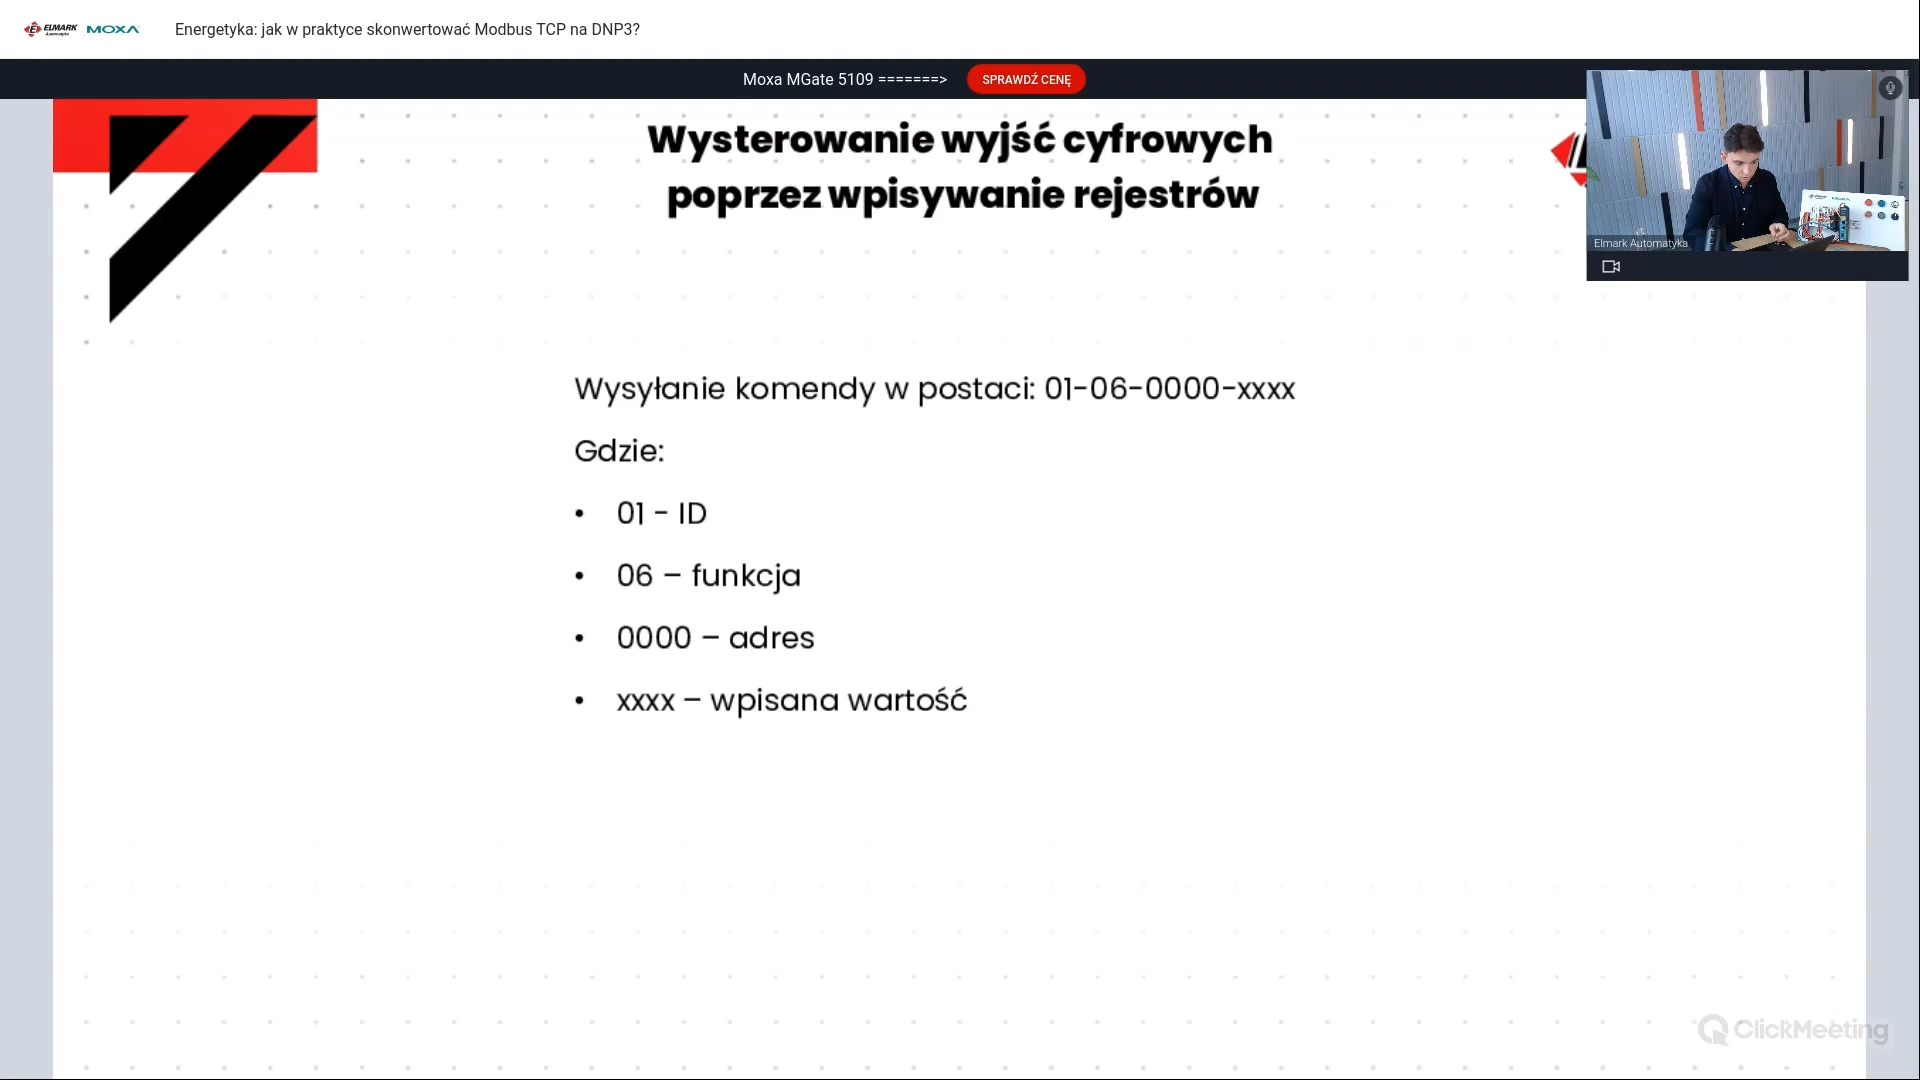 ELMARK
Automatyka
MOXA
Energetyka: jak w praktyce skonwertować Modbus TCP na DNP3?
Moxa MGate 5109 =======>
SPRAWDŹ CENĘ
Wysterowanie wyjść cyfrowych
poprzez wpisywanie rejestrów
Elmark Automatyka
Wysyłanie komendy w postaci: 01-06-0000-xxxx
Gdzie:
• 01 - ID
• 06 – funkcja
• 0000 – adres
• xxxx – wpisana wartość
ClickMeeting